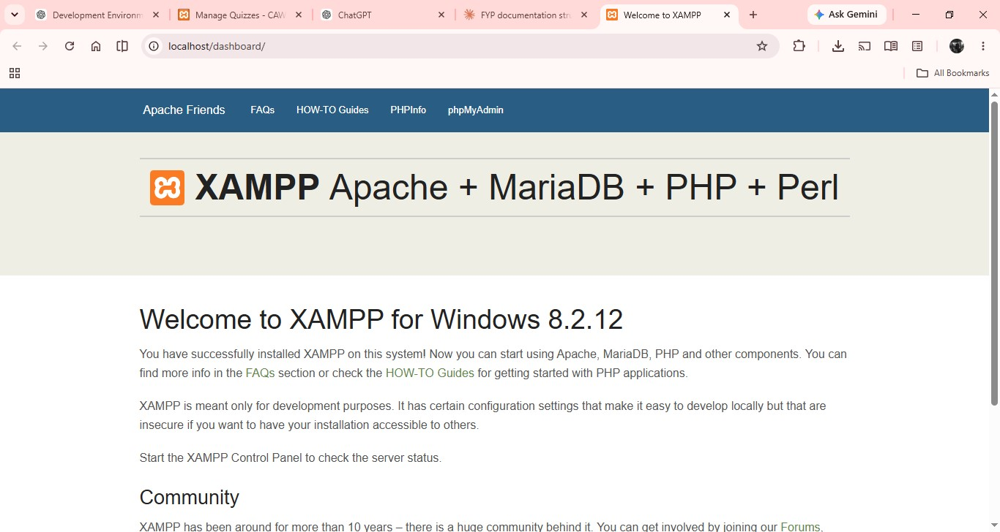 Development Environm
Manage Quizzes - CAW
ChatGPT
FYP documentation stru
Welcome to XAMPP
Ask Gemini
localhost/dashboard/
All Bookmarks
Apache Friends FAQs HOW-TO Guides PHPInfo phpMyAdmin
XAMPP Apache + MariaDB + PHP + Perl
Welcome to XAMPP for Windows 8.2.12
You have successfully installed XAMPP on this system! Now you can start using Apache, MariaDB, PHP and other components. You can
find more info in the FAQs section or check the HOW-TO Guides for getting started with PHP applications.
XAMPP is meant only for development purposes. It has certain configuration settings that make it easy to develop locally but that are
insecure if you want to have your installation accessible to others.
Start the XAMPP Control Panel to check the server status.
Community
XAMPP has been around for more than 10 years – there is a huge community behind it. You can get involved by joining our Forums,